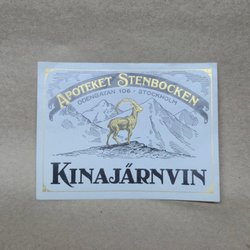 APOTEKET STENBOCKEN
ODENGATAN 106 · STOCKHOLM
KINAJÄRNVIN